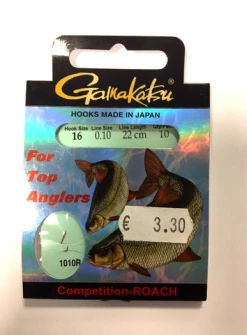 Gamakatsu
HOOKS MADE IN JAPAN
Hook Size Line Size Line Length
16 0.10 22 cm 10
For
Top
Anglers
€ 3.30
1010R
Competition-ROACH